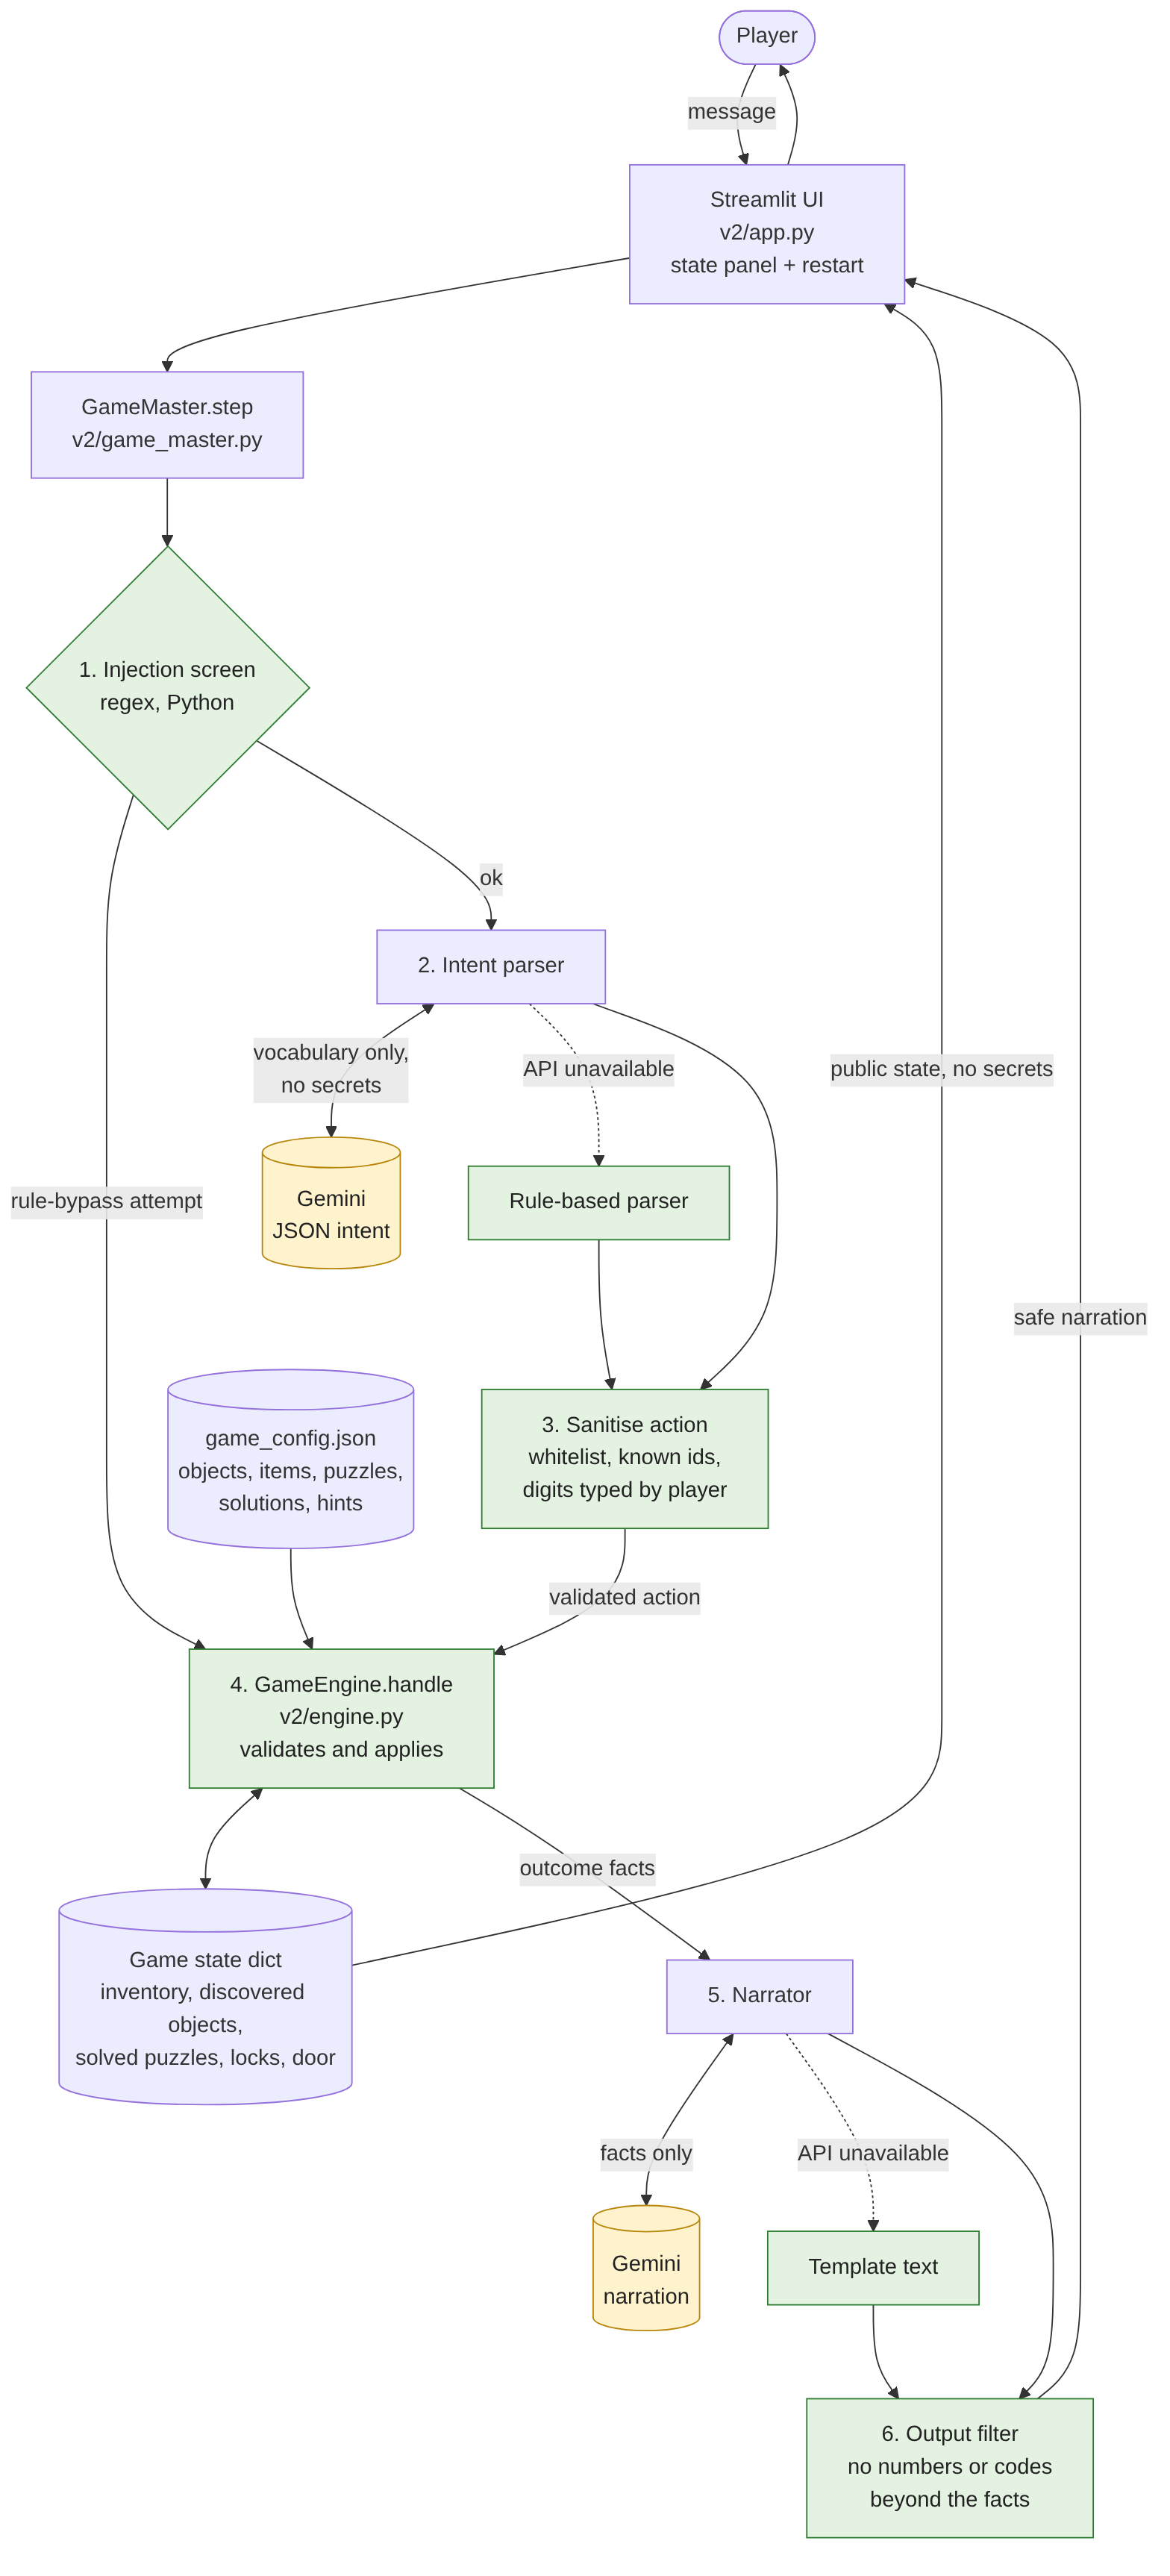 Player
message
Streamlit UI
v2/app.py
state panel + restart
GameMaster.step
v2/game_master.py
1. Injection screen
regex, Python
ok
2. Intent parser
vocabulary only,
no secrets
API unavailable
public state, no secrets
Gemini
JSON intent
Rule-based parser
rule-bypass attempt
safe narration
game_config.json
objects, items, puzzles,
solutions, hints
3. Sanitise action
whitelist, known ids,
digits typed by player
validated action
4. GameEngine.handle
v2/engine.py
validates and applies
outcome facts
Game state dict
inventory, discovered
objects,
solved puzzles, locks, door
5. Narrator
facts only
API unavailable
Gemini
narration
Template text
6. Output filter
no numbers or codes
beyond the facts